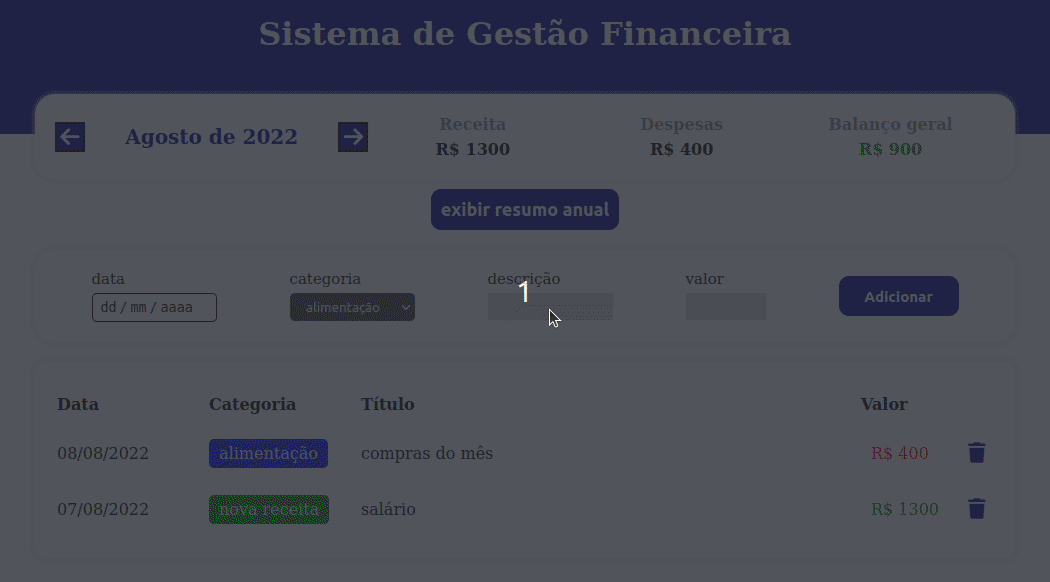 Sistema de Gestão Financeira
Agosto de 2022
Receita
R$ 1300
Despesas
R$ 400
Balanço geral
R$ 900
exibir resumo anual
data
dd / mm / aaaa
categoria
alimentação
descrição
valor
Adicionar
1
Data Categoria Título Valor
08/08/2022 alimentação compras do mês R$ 400
07/08/2022 nova receita salário R$ 1300